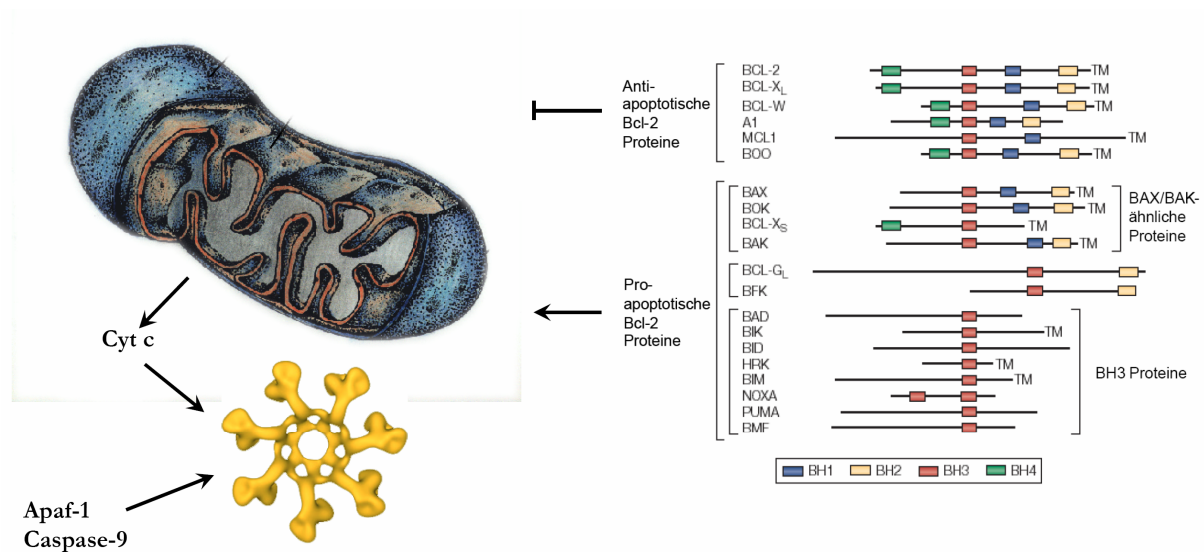 Anti-
apoptotische
Bcl-2
Proteine
BCL-2 TM
BCL-XL TM
BCL-W TM
A1
MCL1 TM
BOO TM
Pro-
apoptotische
Bcl-2
Proteine
BAX TM
BOK TM
BCL-XS TM
BAK TM
BAX/BAK-
ähnliche
Proteine
BCL-GL
BFK
BAD
BIK TM
BID
HRK TM
BIM TM
NOXA
PUMA
BMF
BH3 Proteine
BH1 BH2 BH3 BH4
Cyt c
Apaf-1
Caspase-9